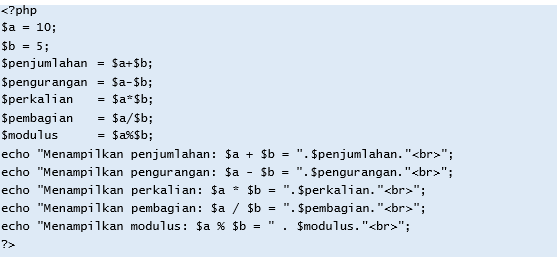 <?php
$a = 10;
$b = 5;
$penjumlahan = $a+$b;
$pengurangan = $a-$b;
$perkalian   = $a*$b;
$pembagian   = $a/$b;
$modulus     = $a%$b;
echo "Menampilkan penjumlahan: $a + $b = ".$penjumlahan."<br>";
echo "Menampilkan pengurangan: $a - $b = ".$pengurangan."<br>";
echo "Menampilkan perkalian: $a * $b = ".$perkalian."<br>";
echo "Menampilkan pembagian: $a / $b = ".$pembagian."<br>";
echo "Menampilkan modulus: $a % $b = " . $modulus."<br>";
?>